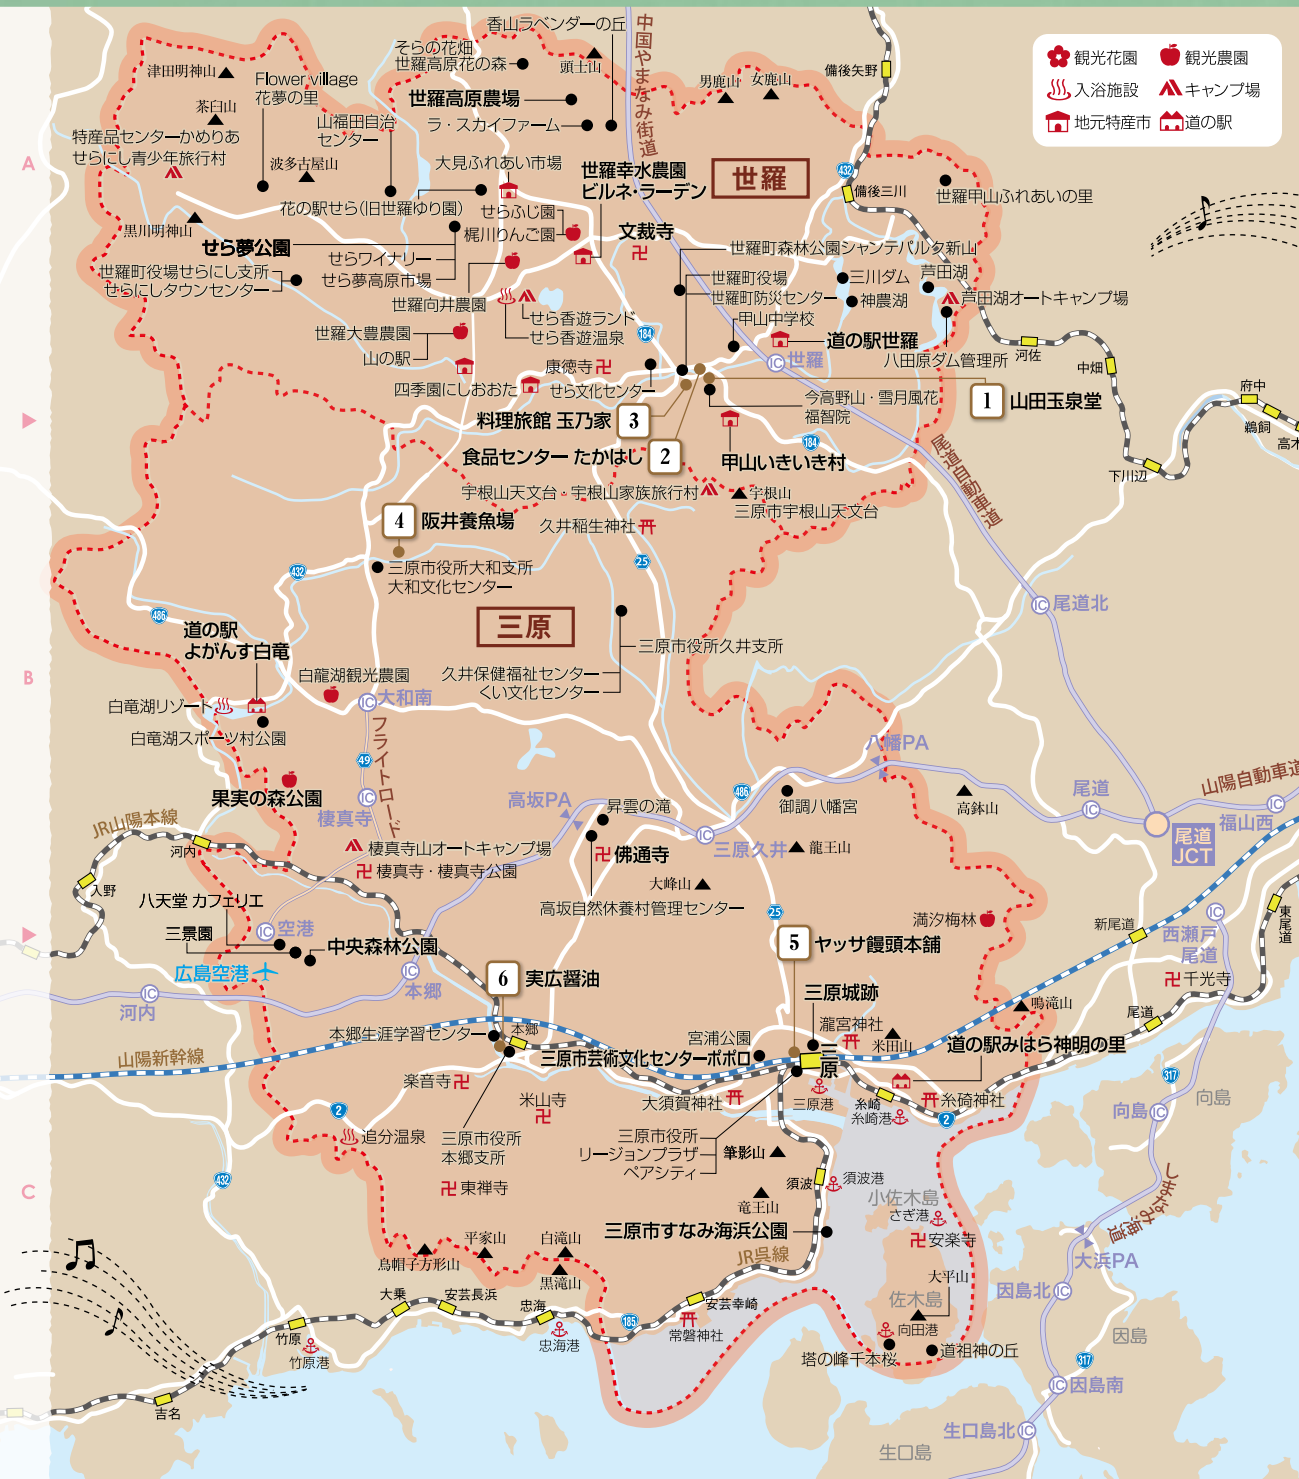 香山ラベンダーの丘
中国やまなみ街道
そらの花畑
世羅高原花の森
頭士山
観光花園
観光農園
入浴施設
キャンプ場
地元特産市
道の駅
津田明神山
Flower village
花夢の里
世羅高原農場
男鹿山
女鹿山
備後矢野
茶臼山
山福田自治
センター
ラ・スカイファーム
特産品センターかめりあ
せらにし青少年旅行村
A
波多古屋山
大見ふれあい市場
世羅幸水農園
ビルネ・ラーデン
世羅
432
備後三川
世羅甲山ふれあいの里
花の駅せら(旧世羅ゆり園)
せらふじ園
梶川りんご園
黒川明神山
せら夢公園
文裁寺
せらワイナリー
せら夢高原市場
世羅町森林公園シャンテパルタ新山
世羅町役場せらにし支所
せらにしタウンセンター
世羅町役場
世羅町防災センター
三川ダム
芦田湖
神農湖
芦田湖オートキャンプ場
世羅向井農園
せら香遊ランド
せら香遊温泉
甲山中学校
184
世羅大豊農園
山の駅
道の駅世羅
IC
世羅
八田原ダム管理所
河佐
中畑
康徳寺
四季園にしおおた
せら文化センター
今高野山・雪月風花
福智院
1
山田玉泉堂
府中
鵜飼
高木
料理旅館 玉乃家
3
食品センター たかはし
2
甲山いきいき村
184
尾道自動車道
下川辺
宇根山天文台・宇根山家族旅行村
宇根山
三原市宇根山天文台
4
阪井養魚場
久井稲生神社
25
432
三原市役所大和支所
大和文化センター
486
道の駅
よがんす白竜
三原
三原市役所久井支所
IC
尾道北
B
白龍湖観光農園
久井保健福祉センター
くい文化センター
白竜湖リゾート
IC
大和南
白竜湖スポーツ村公園
フライトロード
49
八幡PA
果実の森公園
IC
棲真寺
高坂PA
昇雲の滝
486
御調八幡宮
高鉢山
尾道
IC
山陽自動車道
IC
福山西
尾道
JCT
JR山陽本線
河内
棲真寺山オートキャンプ場
棲真寺・棲真寺公園
佛通寺
IC
三原久井
龍王山
入野
大峰山
高坂自然休養村管理センター
八天堂 カフェリエ
三景園
IC
空港
中央森林公園
25
満汐梅林
新尾道
IC
西瀬戸
尾道
東尾道
広島空港
IC
本郷
6
実広醤油
5
ヤッサ饅頭本舗
千光寺
IC
河内
三原城跡
鳴滝山
尾道
本郷生涯学習センター
本郷
宮浦公園
瀧宮神社
米田山
道の駅みはら神明の里
山陽新幹線
三原市芸術文化センターポポロ
三原
楽音寺
米山寺
大須賀神社
三原港
糸崎
糸崎港
糸碕神社
317
向島
IC
向島
2
追分温泉
三原市役所
本郷支所
三原市役所
リージョンプラザ
ペアシティ
筆影山
2
432
C
東禅寺
須波
須波港
小佐木島
さぎ港
竜王山
安楽寺
しまなみ海道
三原市すなみ海浜公園
烏帽子方形山
平家山
白滝山
黒滝山
JR呉線
大浜PA
大平山
佐木島
因島北
IC
大乗
安芸長浜
忠海
忠海港
185
安芸幸崎
常磐神社
向田港
塔の峰千本桜
道祖神の丘
因島
竹原
竹原港
317
IC
因島南
吉名
生口島北
IC
生口島